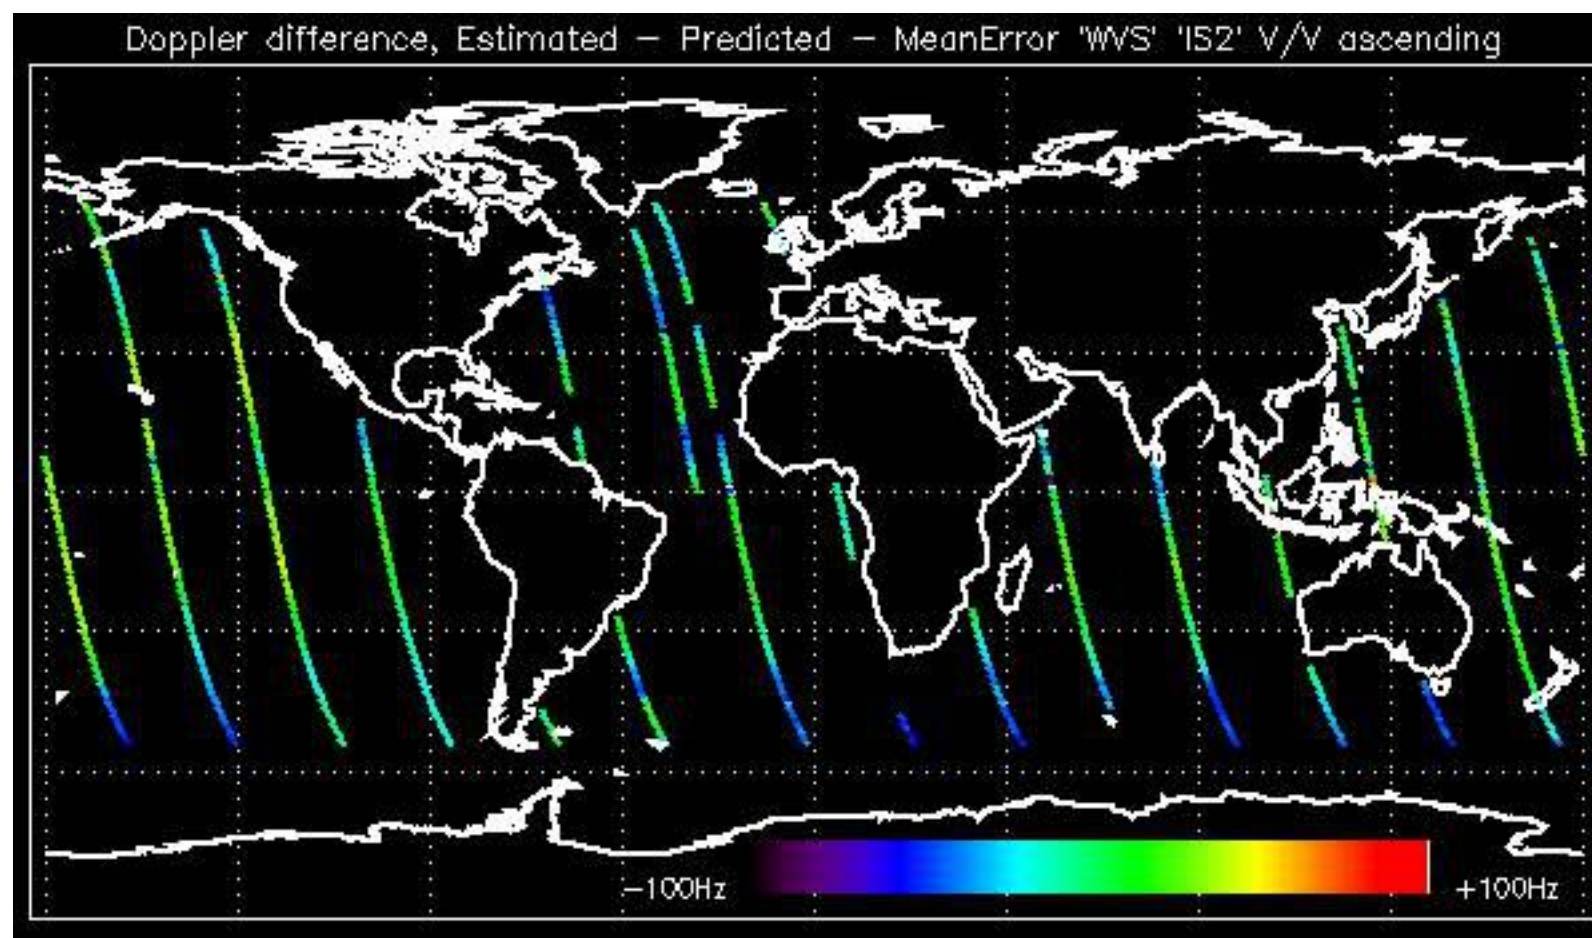 Doppler difference, Estimated - Predicted - MeanError 'WVS' 'IS2' V/V ascending
-100Hz +100Hz